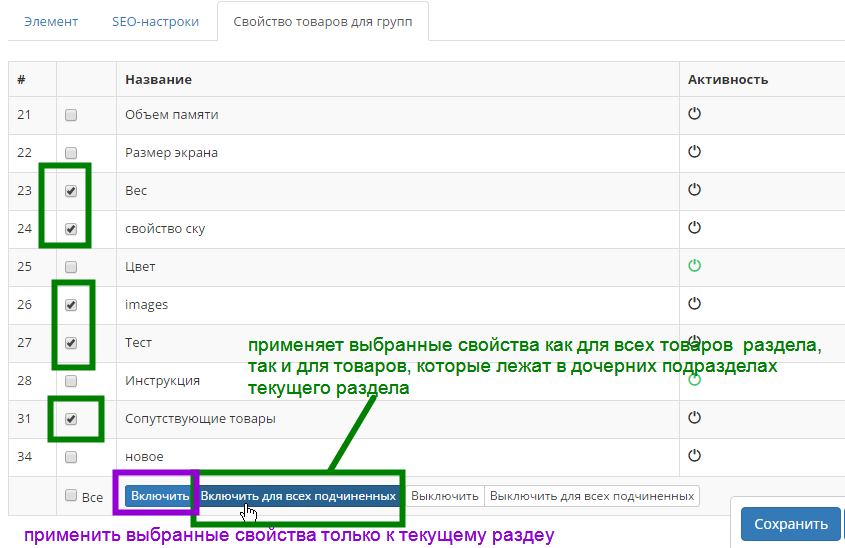 Элемент SEO-настроки Свойство товаров для групп
# Название Активность
21 Объем памяти
22 Размер экрана
23 Вес
24 свойство ску
25 Цвет
26 images
27 Тест
применяет выбранные свойства как для всех товаров раздела,
так и для товаров, которые лежат в дочерних подразделах
текущего раздела
28 Инструкция
31 Сопутствующие товары
34 новое
Все Включить Включить для всех подчиненных Выключить Выключить для всех подчиненных
Сохранить
применить выбранные свойства только к текущему раздеу